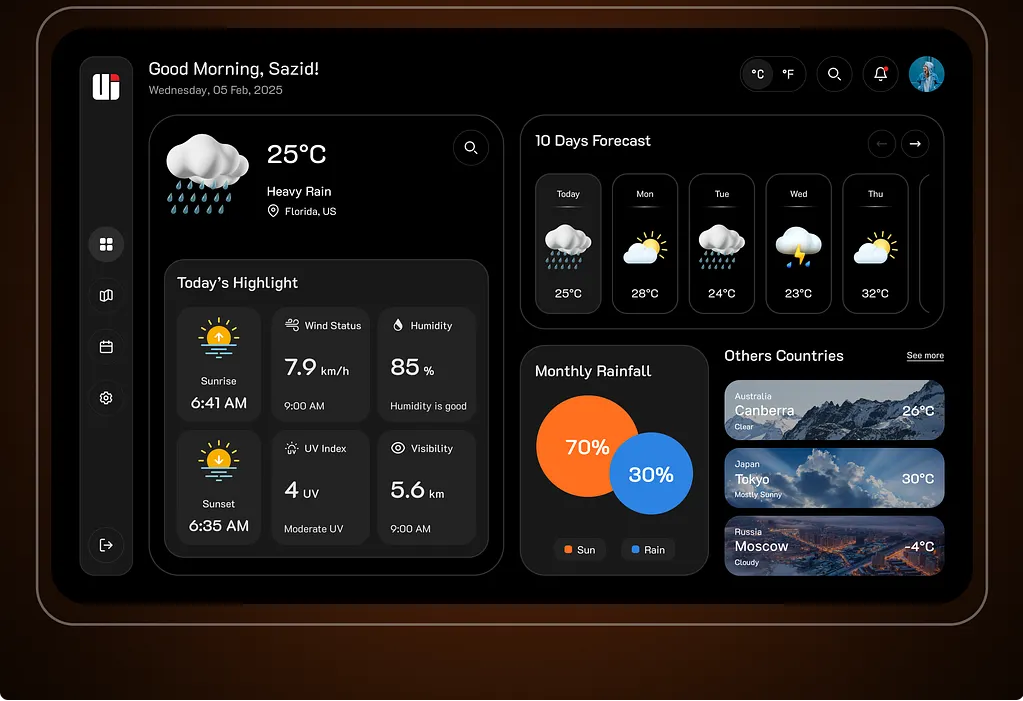 Ui
Good Morning, Sazid!
Wednesday, 05 Feb, 2025
°C °F
25°C
Heavy Rain
Florida, US
Today's Highlight
Sunrise
6:41 AM
Wind Status
7.9 km/h
9:00 AM
Humidity
85 %
Humidity is good
Sunset
6:35 AM
UV Index
4 UV
Moderate UV
Visibility
5.6 km
9:00 AM
10 Days Forecast
Today
25°C
Mon
28°C
Tue
24°C
Wed
23°C
Thu
32°C
Monthly Rainfall
70%
30%
Sun
Rain
Others Countries
See more
Australia
Canberra
Clear
26°C
Japan
Tokyo
Mostly Sunny
30°C
Russia
Moscow
Cloudy
-4°C